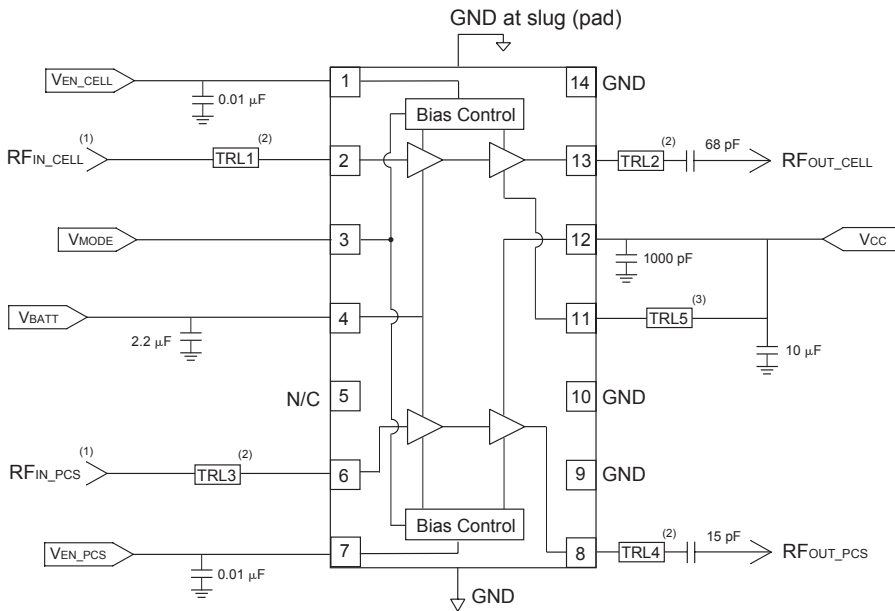 GND at slug (pad)
VEN_CELL
1
14
GND
0.01 µF
Bias Control
RFIN_CELL
(1)
TRL1
(2)
2
13
TRL2
(2)
68 pF
RFOUT_CELL
VMODE
3
12
VCC
1000 pF
VBATT
4
11
TRL5
(3)
2.2 µF
10 µF
N/C
5
10
GND
RFIN_PCS
(1)
TRL3
(2)
6
9
GND
Bias Control
VEN_PCS
7
8
TRL4
(2)
15 pF
RFOUT_PCS
0.01 µF
GND